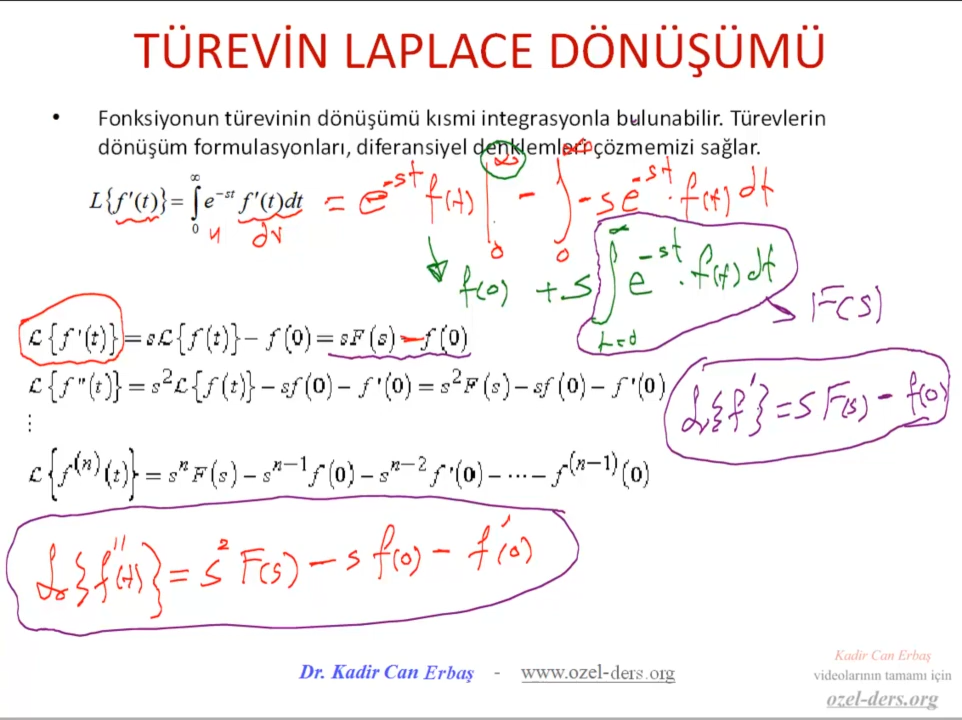 TÜREVİN LAPLACE DÖNÜŞÜMÜ
• Fonksiyonun türevinin dönüşümü kısmi integrasyonla bulunabilir. Türevlerin
dönüşüm formulasyonları, diferansiyel denklemleri çözmemizi sağlar.
L{f'(t)} = ∫₀^∞ e^{-st} f'(t)dt = e^{-st} f(t) |₀^∞ - ∫₀^∞ -s e^{-st} · f(t) dt
u dv
f(0) + s ∫_{t=0}^∞ e^{-st} · f(t) dt
F(s)
ℒ{f'(t)} = sℒ{f(t)} − f(0) = sF(s) − f(0)
ℒ{f''(t)} = s²ℒ{f(t)} − sf(0) − f'(0) = s²F(s) − sf(0) − f'(0)
ℒ{f'} = s F(s) - f(0)
⋮
ℒ{f^{(n)}(t)} = sⁿF(s) − s^{n−1}f(0) − s^{n−2}f'(0) − ··· − f^{(n−1)}(0)
ℒ{f''(t)} = s² F(s) − s f(0) − f'(0)
Dr. Kadir Can Erbaş - www.ozel-ders.org
Kadir Can Erbaş
videolarının tamamı için
ozel-ders.org